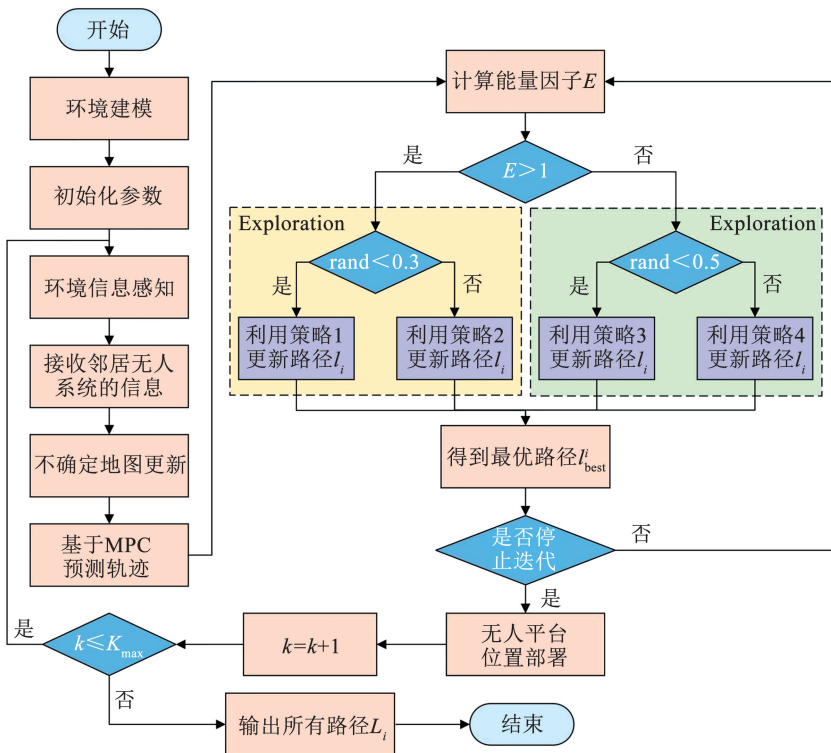 开始
环境建模
初始化参数
环境信息感知
接收邻居无人
系统的信息
不确定地图更新
基于MPC
预测轨迹
计算能量因子E
E>1
是
否
Exploration
rand<0.3
是
否
利用策略1
更新路径l_i
利用策略2
更新路径l_i
Exploration
rand<0.5
是
否
利用策略3
更新路径l_i
利用策略4
更新路径l_i
得到最优路径l^i_best
是否停
止迭代
否
是
无人平台
位置部署
k=k+1
k≤K_max
是
否
输出所有路径L_i
结束